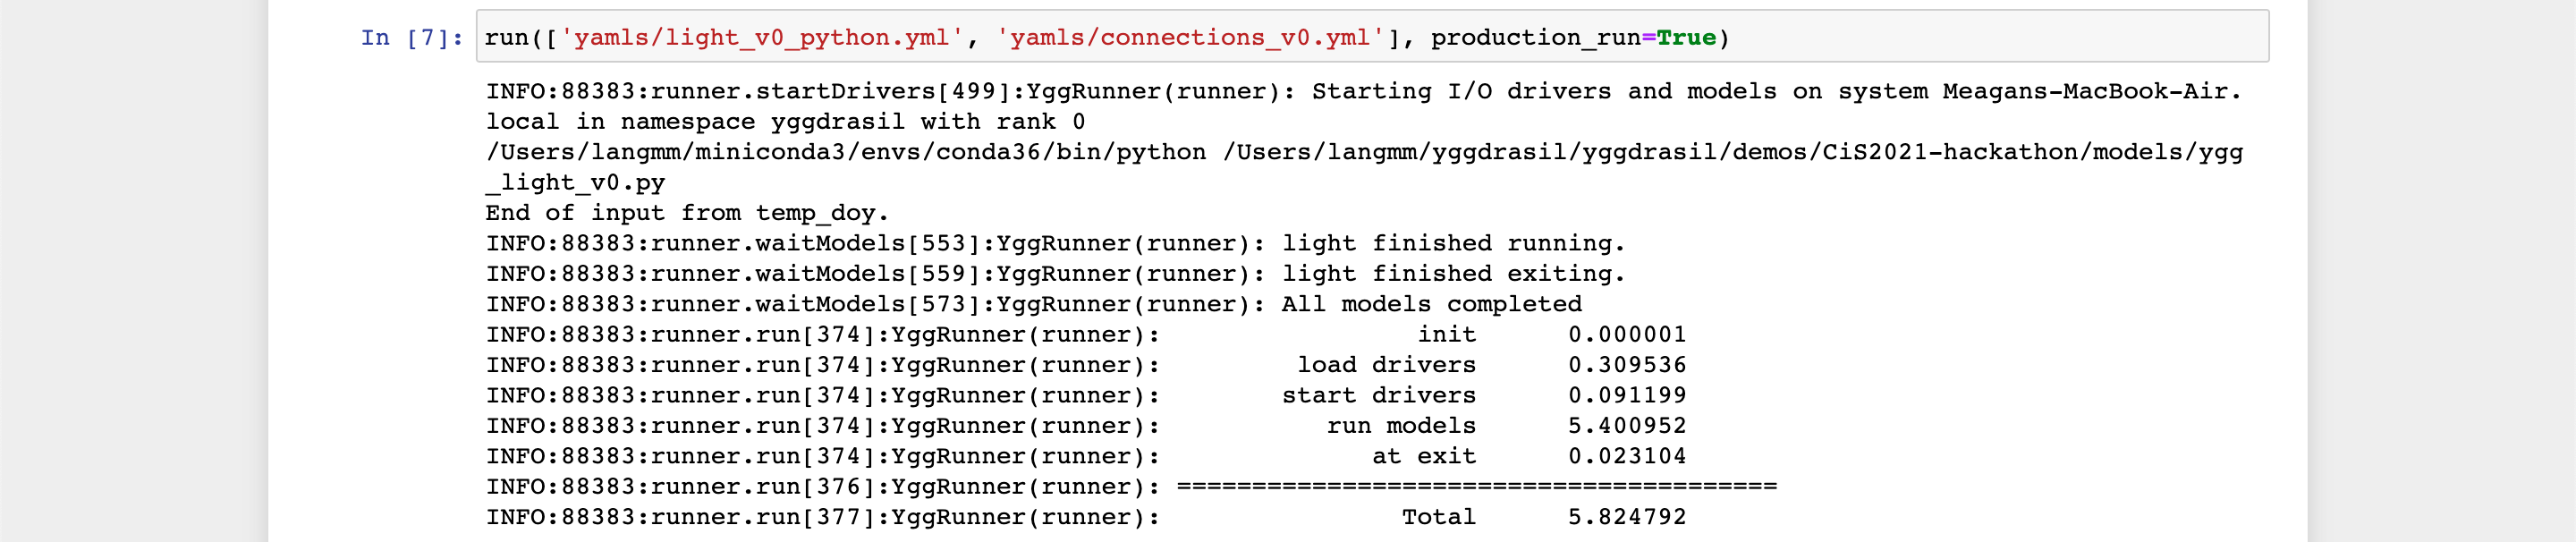 In [7]: run(['yamls/light_v0_python.yml', 'yamls/connections_v0.yml'], production_run=True)
INFO:88383:runner.startDrivers[499]:YggRunner(runner): Starting I/O drivers and models on system Meagans-MacBook-Air.
local in namespace yggdrasil with rank 0
/Users/langmm/miniconda3/envs/conda36/bin/python /Users/langmm/yggdrasil/yggdrasil/demos/CiS2021-hackathon/models/ygg
_light_v0.py
End of input from temp_doy.
INFO:88383:runner.waitModels[553]:YggRunner(runner): light finished running.
INFO:88383:runner.waitModels[559]:YggRunner(runner): light finished exiting.
INFO:88383:runner.waitModels[573]:YggRunner(runner): All models completed
INFO:88383:runner.run[374]:YggRunner(runner):                 init      0.000001
INFO:88383:runner.run[374]:YggRunner(runner):         load drivers      0.309536
INFO:88383:runner.run[374]:YggRunner(runner):        start drivers      0.091199
INFO:88383:runner.run[374]:YggRunner(runner):           run models      5.400952
INFO:88383:runner.run[374]:YggRunner(runner):              at exit      0.023104
INFO:88383:runner.run[376]:YggRunner(runner): ========================================
INFO:88383:runner.run[377]:YggRunner(runner):                Total      5.824792